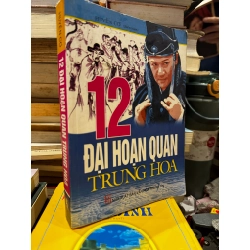 12
ĐẠI HOẠN QUAN
TRUNG HOA
12 ĐẠI HOẠN QUAN TRUNG HOA